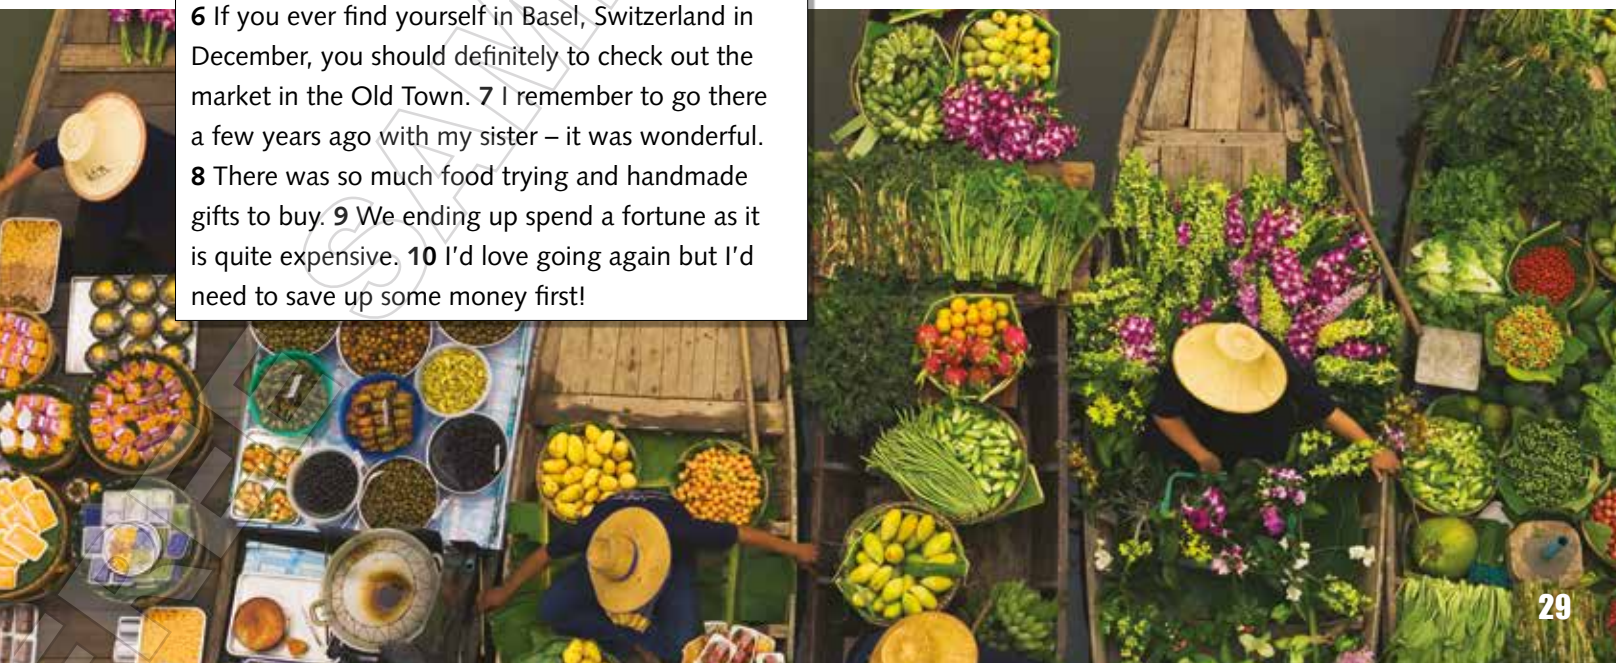 6 If you ever find yourself in Basel, Switzerland in
December, you should definitely to check out the
market in the Old Town. 7 I remember to go there
a few years ago with my sister – it was wonderful.
8 There was so much food trying and handmade
gifts to buy. 9 We ending up spend a fortune as it
is quite expensive. 10 I'd love going again but I'd
need to save up some money first!
29